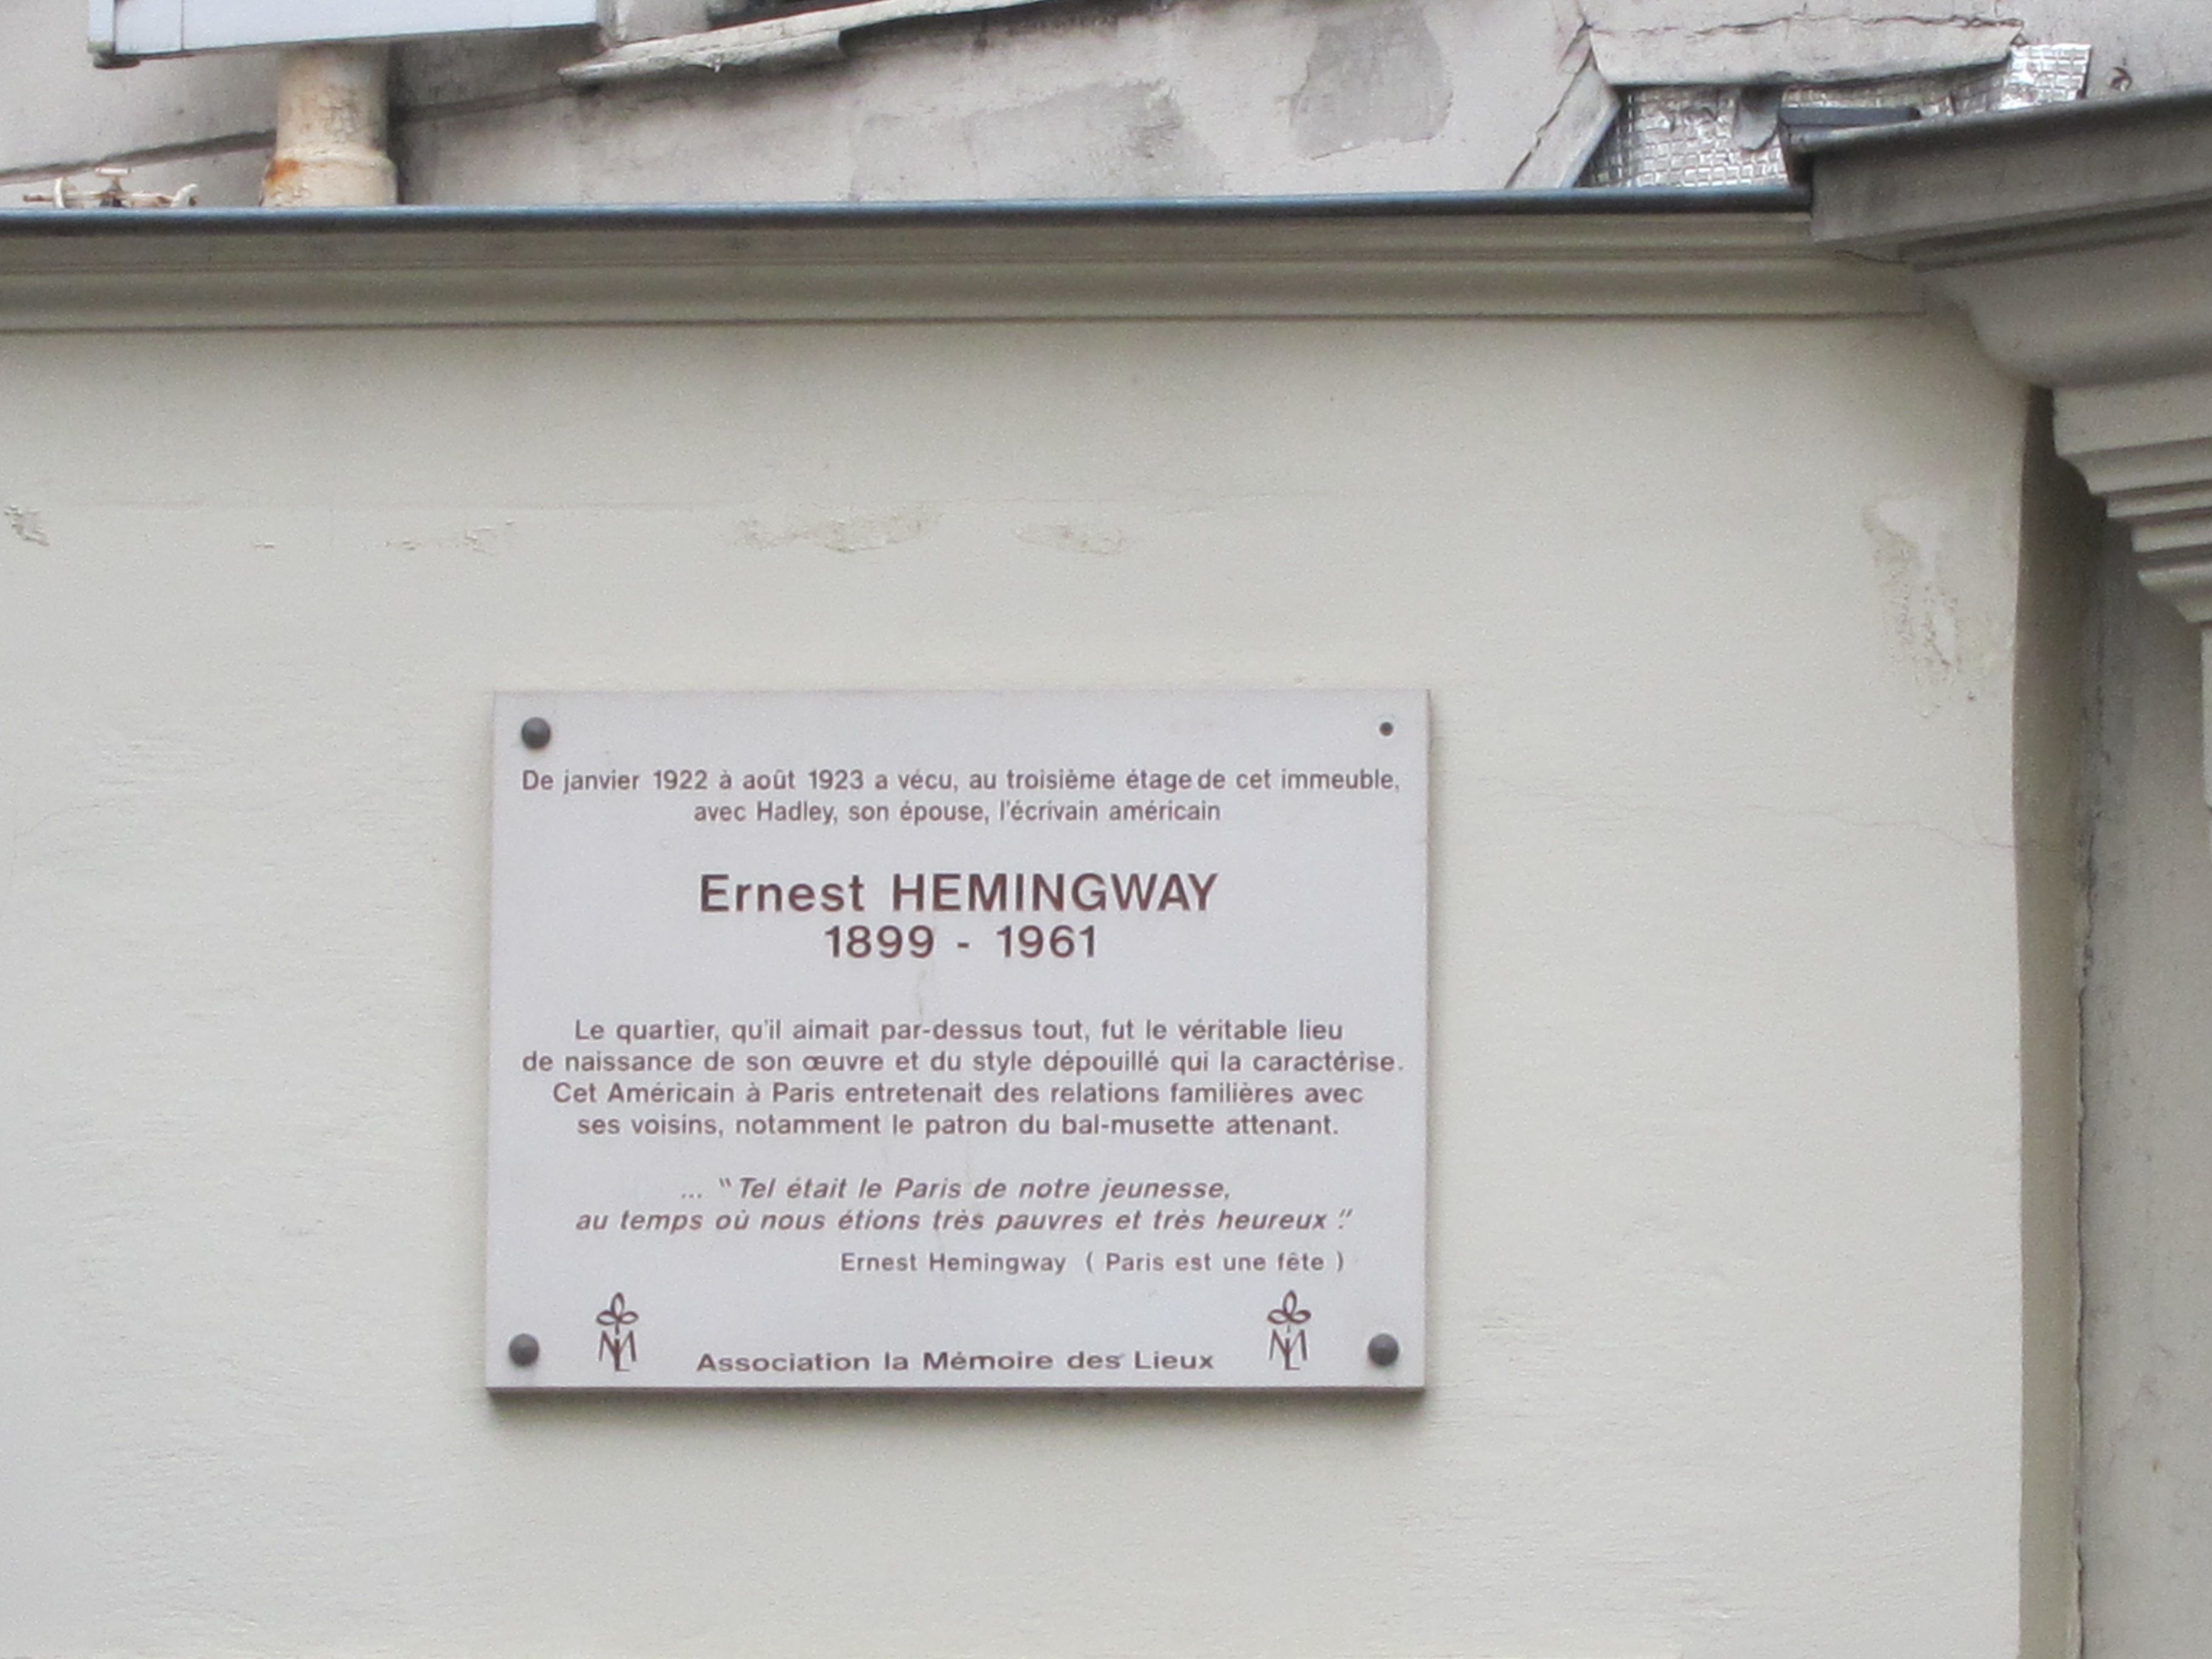 De janvier 1922 à août 1923 a vécu, au troisième étage de cet immeuble,
avec Hadley, son épouse, l'écrivain américain
Ernest HEMINGWAY
1899 - 1961
Le quartier, qu'il aimait par-dessus tout, fut le véritable lieu
de naissance de son œuvre et du style dépouillé qui la caractérise.
Cet Américain à Paris entretenait des relations familières avec
ses voisins, notamment le patron du bal-musette attenant.
... "Tel était le Paris de notre jeunesse,
au temps où nous étions très pauvres et très heureux."
Ernest Hemingway ( Paris est une fête )
Association la Mémoire des Lieux